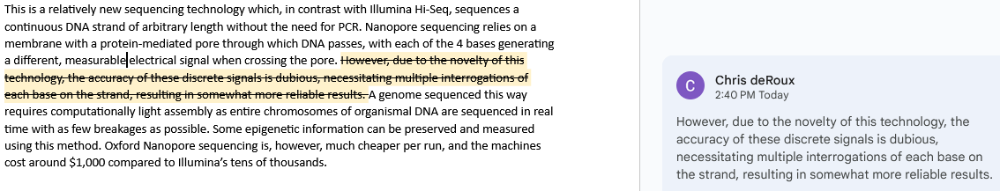 This is a relatively new sequencing technology which, in contrast with Illumina Hi-Seq, sequences a
continuous DNA strand of arbitrary length without the need for PCR. Nanopore sequencing relies on a
membrane with a protein-mediated pore through which DNA passes, with each of the 4 bases generating
a different, measurable electrical signal when crossing the pore. However, due to the novelty of this
technology, the accuracy of these discrete signals is dubious, necessitating multiple interrogations of
each base on the strand, resulting in somewhat more reliable results. A genome sequenced this way
requires computationally light assembly as entire chromosomes of organismal DNA are sequenced in real
time with as few breakages as possible. Some epigenetic information can be preserved and measured
using this method. Oxford Nanopore sequencing is, however, much cheaper per run, and the machines
cost around $1,000 compared to Illumina’s tens of thousands.
C
Chris deRoux
2:40 PM Today
However, due to the novelty of this technology, the
accuracy of these discrete signals is dubious,
necessitating multiple interrogations of each base on
the strand, resulting in somewhat more reliable results.